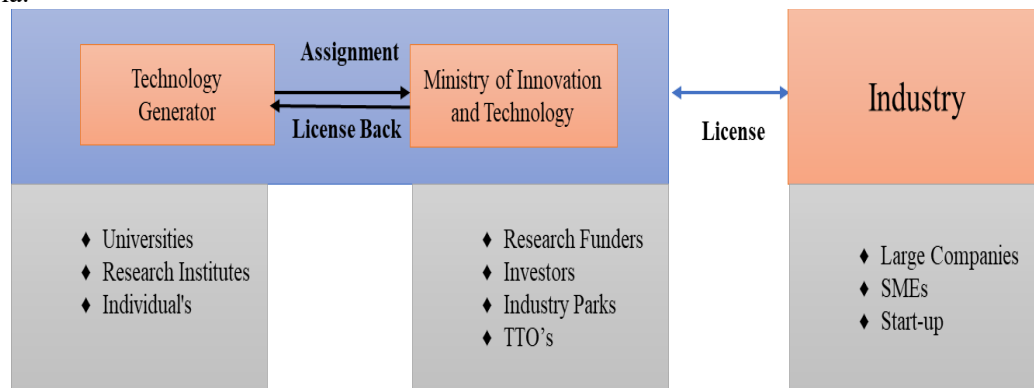 Assignment
Technology
Generator
Ministry of Innovation
and Technology
License Back
License
Industry
♦ Universities
♦ Research Institutes
♦ Individual's
♦ Research Funders
♦ Investors
♦ Industry Parks
♦ TTO’s
♦ Large Companies
♦ SMEs
♦ Start-up